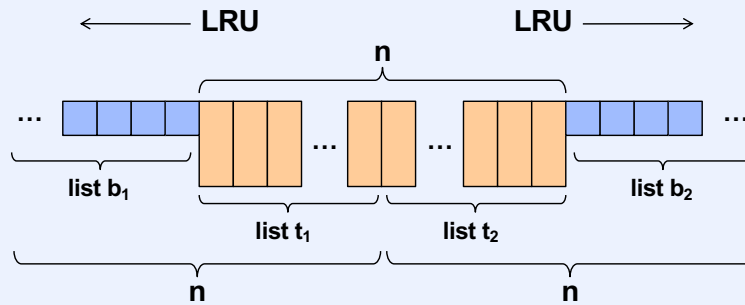 LRU LRU
n
... ... ... ...
list b₁ list b₂
list t₁ list t₂
n n